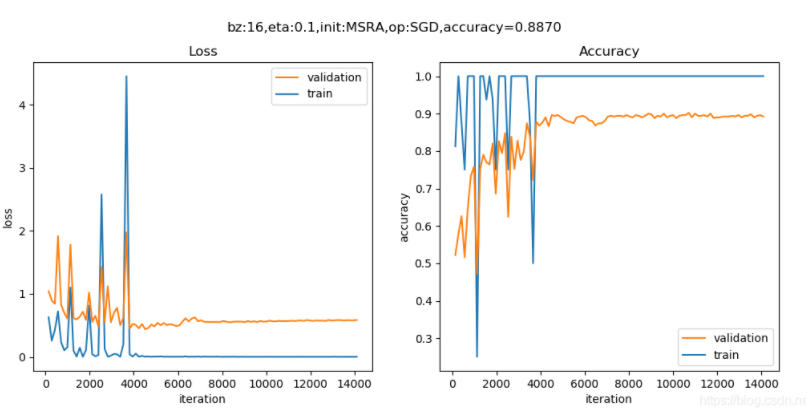 bz:16,eta:0.1,init:MSRA,op:SGD,accuracy=0.8870
Loss
validation
train
4
3
2
1
0
loss
0 2000 4000 6000 8000 10000 12000 14000
iteration
Accuracy
1.0
0.9
0.8
0.7
0.6
0.5
0.4
0.3
accuracy
validation
train
0 2000 4000 6000 8000 10000 12000 14000
iteration
https://blog.csdn.ne